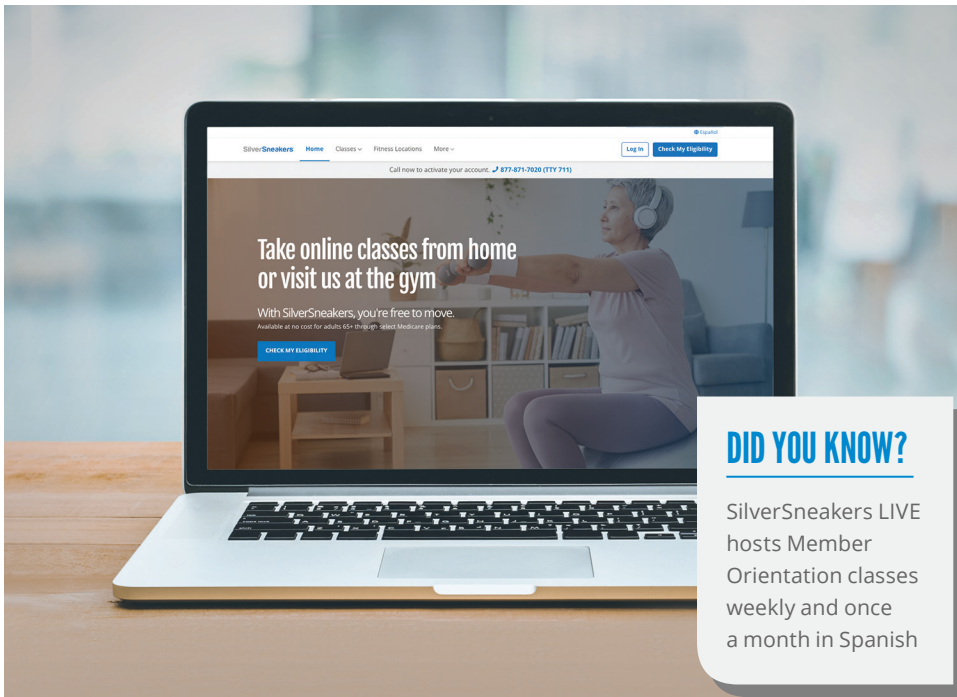 Español
SilverSneakers Home Classes Fitness Locations More Log In Check My Eligibility
Call now to activate your account. 877-871-7020 (TTY 711)
Take online classes from home
or visit us at the gym
With SilverSneakers, you're free to move.
Available at no cost for adults 65+ through select Medicare plans.
CHECK MY ELIGIBILITY
DID YOU KNOW?
SilverSneakers LIVE
hosts Member
Orientation classes
weekly and once
a month in Spanish